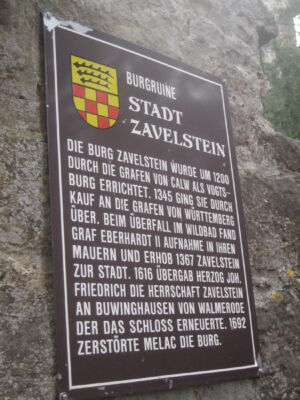 BURGRUINE
STADT
ZAVELSTEIN
DIE BURG ZAVELSTEIN WURDE UM 1200
DURCH DIE GRAFEN VON CALW ALS VOGTS-
BURG ERRICHTET. 1345 GING SIE DURCH
KAUF AN DIE GRAFEN VON WÜRTTEMBERG
ÜBER. BEIM ÜBERFALL IM WILDBAD FAND
GRAF EBERHARDT II AUFNAHME IN IHREN
MAUERN UND ERHOB 1367 ZAVELSTEIN
ZUR STADT. 1616 ÜBERGAB HERZOG JOH.
FRIEDRICH DIE HERRSCHAFT ZAVELSTEIN
AN BUWINGHAUSEN VON WALMERODE
DER DAS SCHLOSS ERNEUERTE. 1692
ZERSTÖRTE MELAC DIE BURG.